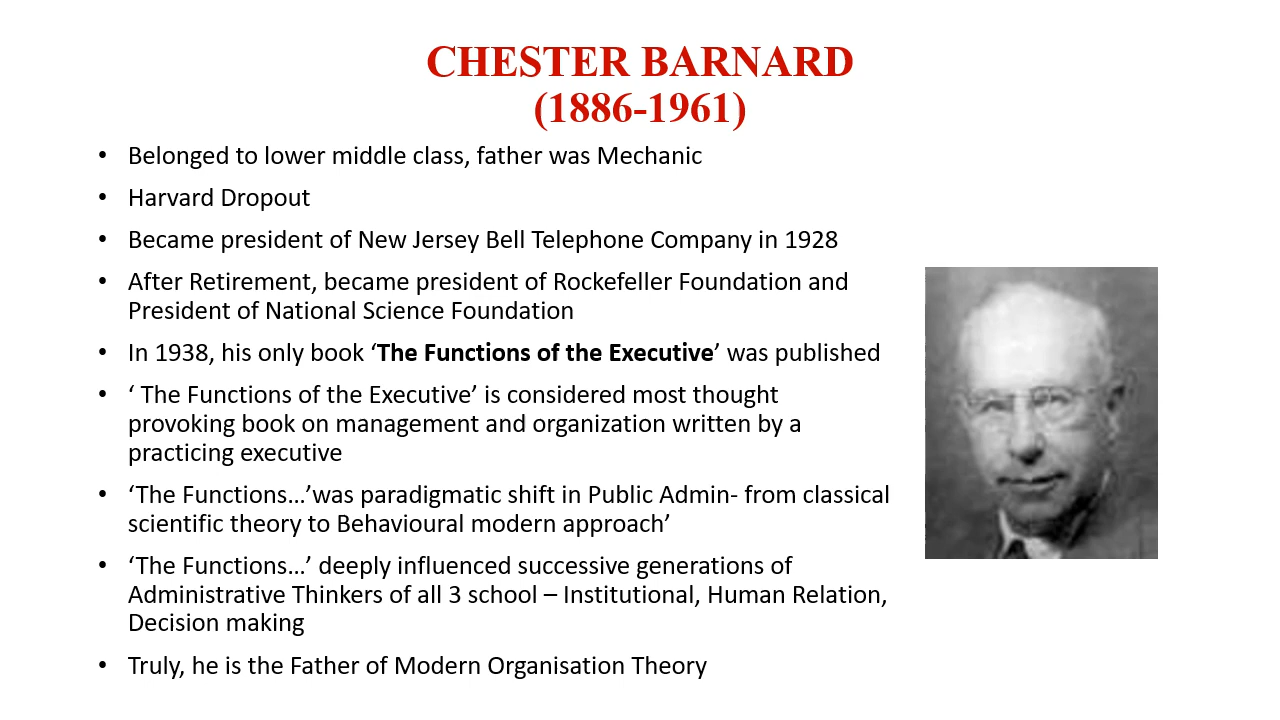 CHESTER BARNARD
(1886-1961)
• Belonged to lower middle class, father was Mechanic
• Harvard Dropout
• Became president of New Jersey Bell Telephone Company in 1928
• After Retirement, became president of Rockefeller Foundation and
President of National Science Foundation
• In 1938, his only book ‘The Functions of the Executive’ was published
• ‘ The Functions of the Executive’ is considered most thought
provoking book on management and organization written by a
practicing executive
• ‘The Functions…’was paradigmatic shift in Public Admin- from classical
scientific theory to Behavioural modern approach’
• ‘The Functions…’ deeply influenced successive generations of
Administrative Thinkers of all 3 school – Institutional, Human Relation,
Decision making
• Truly, he is the Father of Modern Organisation Theory